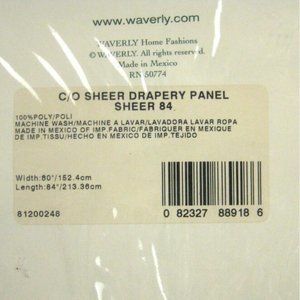 www.waverly.com
WAVERLY Home Fashions
© WAVERLY. All rights reserved.
Made in Mexico
RN 50774
C/O SHEER DRAPERY PANEL
SHEER 84
100%POLY/POLI
MACHINE WASH/MACHINE A LAVAR/LAVADORA LAVAR ROPA
MADE IN MEXICO OF IMP.FABRIC/FABRIQUER EN MEXIQUE
DE IMP.TISSU/HECHO EN MEXICO DE IMP.TEJIDO
Width:60"/152.4cm
Length:84"/213.36cm
81200248
0 82327 88918 6